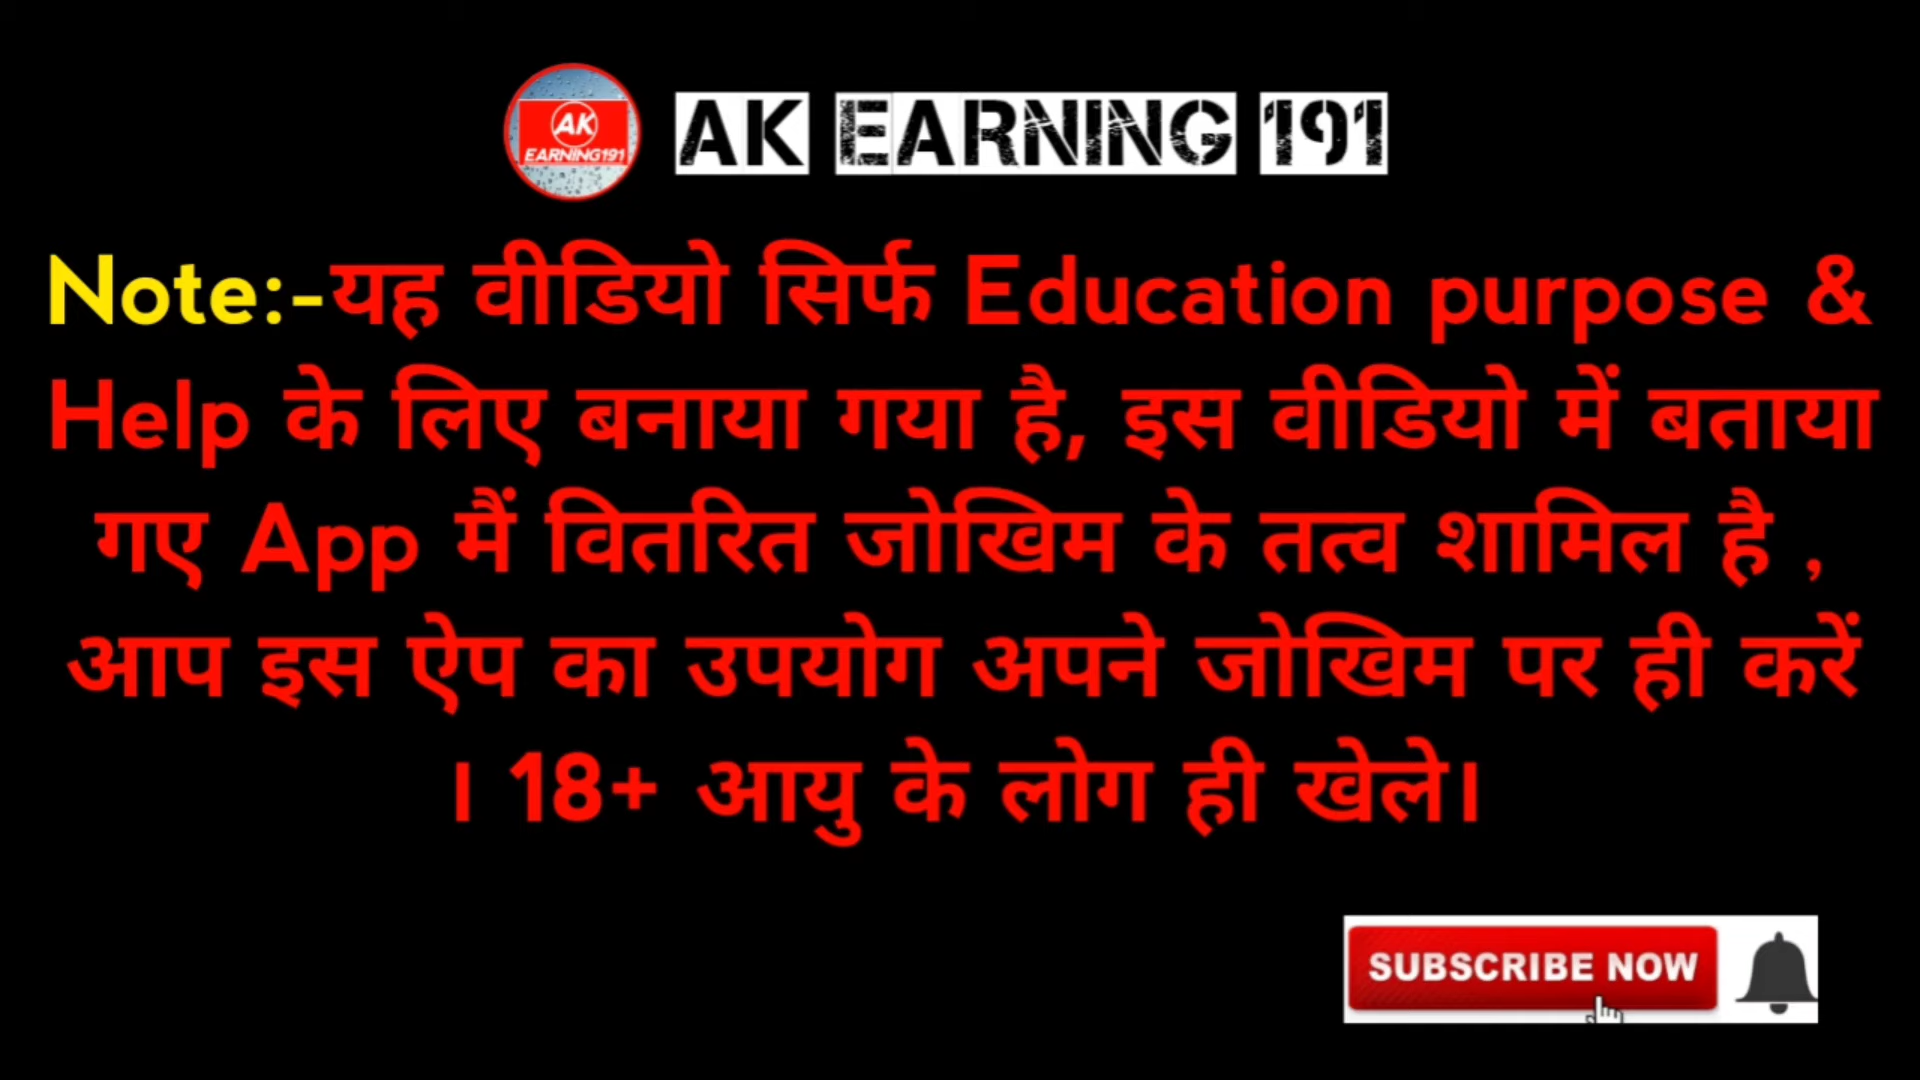 AK
EARNING191
AK EARNING 191
Note:-यह वीडियो सिर्फ Education purpose &
Help के लिए बनाया गया है, इस वीडियो में बताया
गए App मैं वितरित जोखिम के तत्व शामिल है ,
आप इस ऐप का उपयोग अपने जोखिम पर ही करें
। 18+ आयु के लोग ही खेले।
SUBSCRIBE NOW